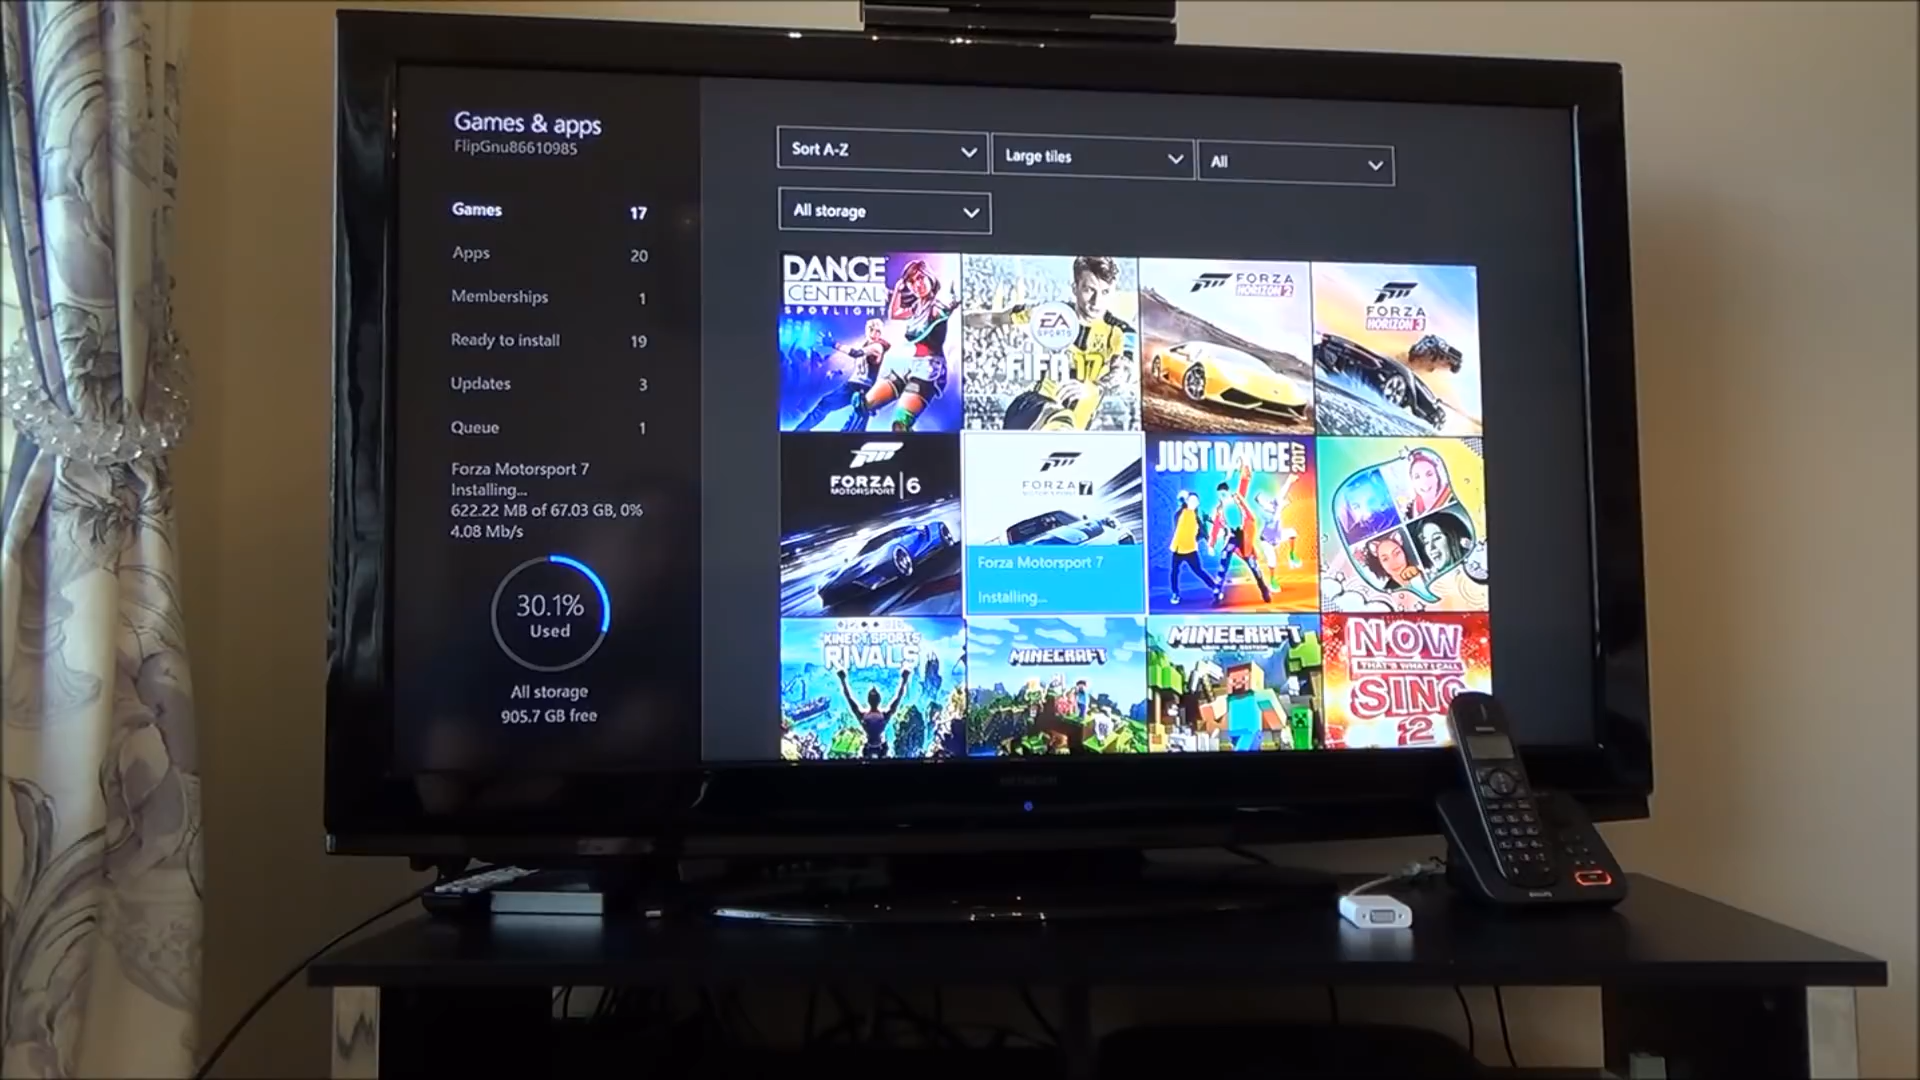 Games & apps
FlipGnu86610985
Games 17
Apps 20
Memberships 1
Ready to install 19
Updates 3
Queue 1
Forza Motorsport 7
Installing...
622.22 MB of 67.03 GB, 0%
4.08 Mb/s
30.1%
Used
All storage
905.7 GB free
Sort A-Z
Large tiles
All
All storage
DANCE
CENTRAL
SPOTLIGHT
EA
SPORTS
FIFA 17
FORZA
HORIZON 2
FORZA
HORIZON 3
FORZA
MOTORSPORT 6
FORZA
MOTORSPORT 7
Forza Motorsport 7
Installing...
JUST DANCE 2017
KINECT SPORTS
RIVALS
MINECRAFT
MINECRAFT
NOW
THAT'S WHAT I CALL
SING
2
PHILIPS